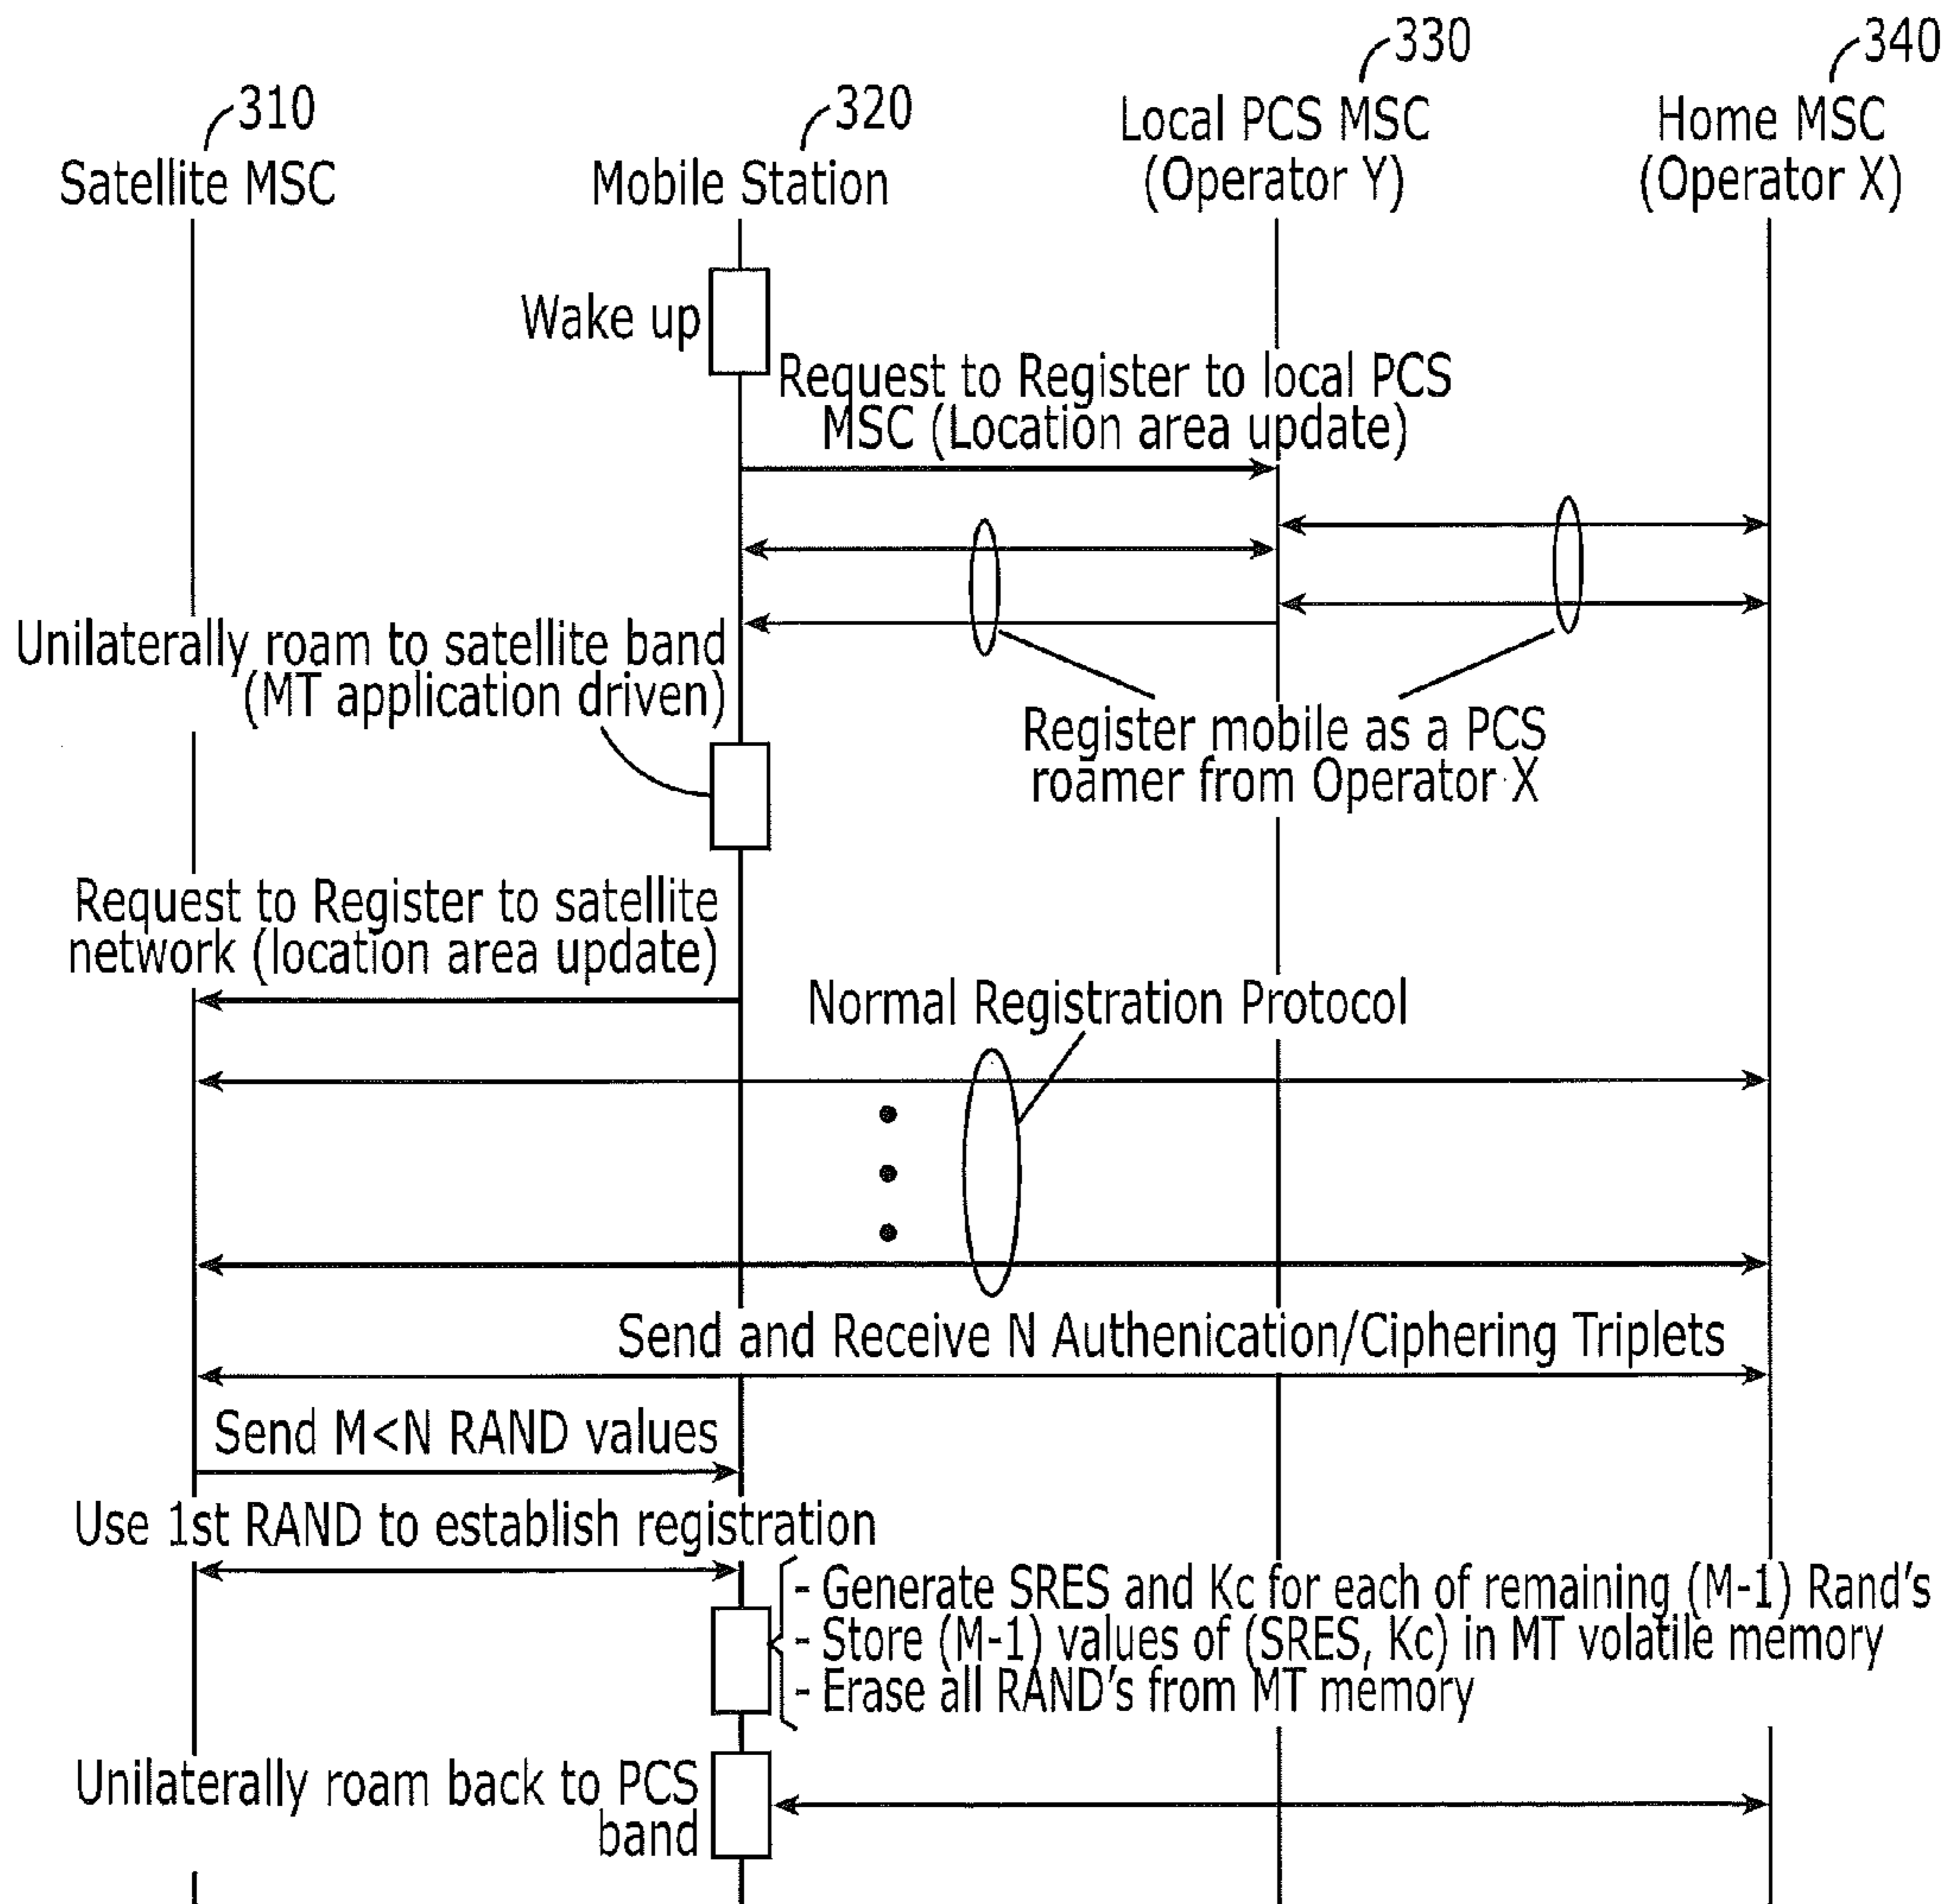 330
340
310
320
Local PCS MSC
Home MSC
Satellite MSC
Mobile Station
(Operator Y)
(Operator X)
Wake up
Request to Register to local PCS
MSC (Location area update)
Unilaterally roam to satellite band
(MT application driven)
Register mobile as a PCS
roamer from Operator X
Request to Register to satellite
network (location area update)
Normal Registration Protocol
Send and Receive N Authenication/Ciphering Triplets
Send M<N RAND values
Use 1st RAND to establish registration
- Generate SRES and Kc for each of remaining (M-1) Rand's
- Store (M-1) values of (SRES, Kc) in MT volatile memory
- Erase all RAND's from MT memory
Unilaterally roam back to PCS
band